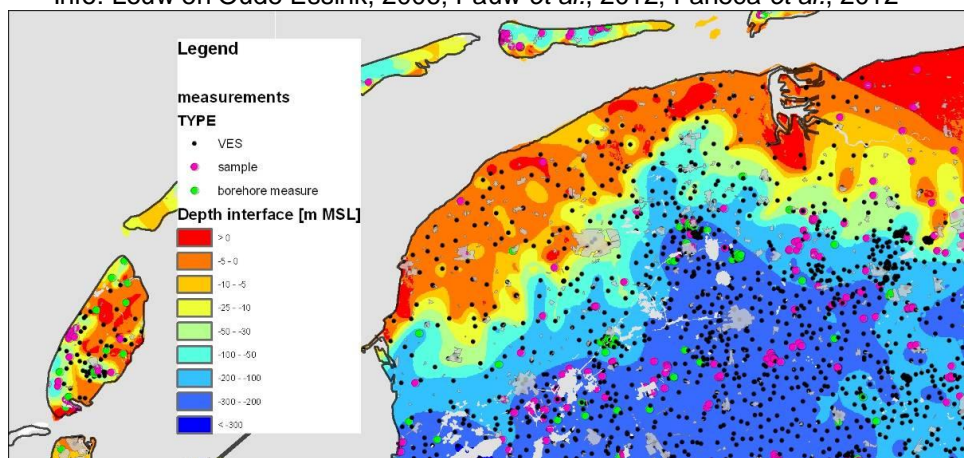 info: Louw en Oude Essink, 2006; Pauw et al., 2012; Faneca et al., 2012
Legend
measurements
TYPE
VES
sample
borehore measure
Depth interface [m MSL]
> 0
-5 - 0
-10 - -5
-25 - -10
-50 - -30
-100 - -50
-200 - -100
-300 - -200
< -300